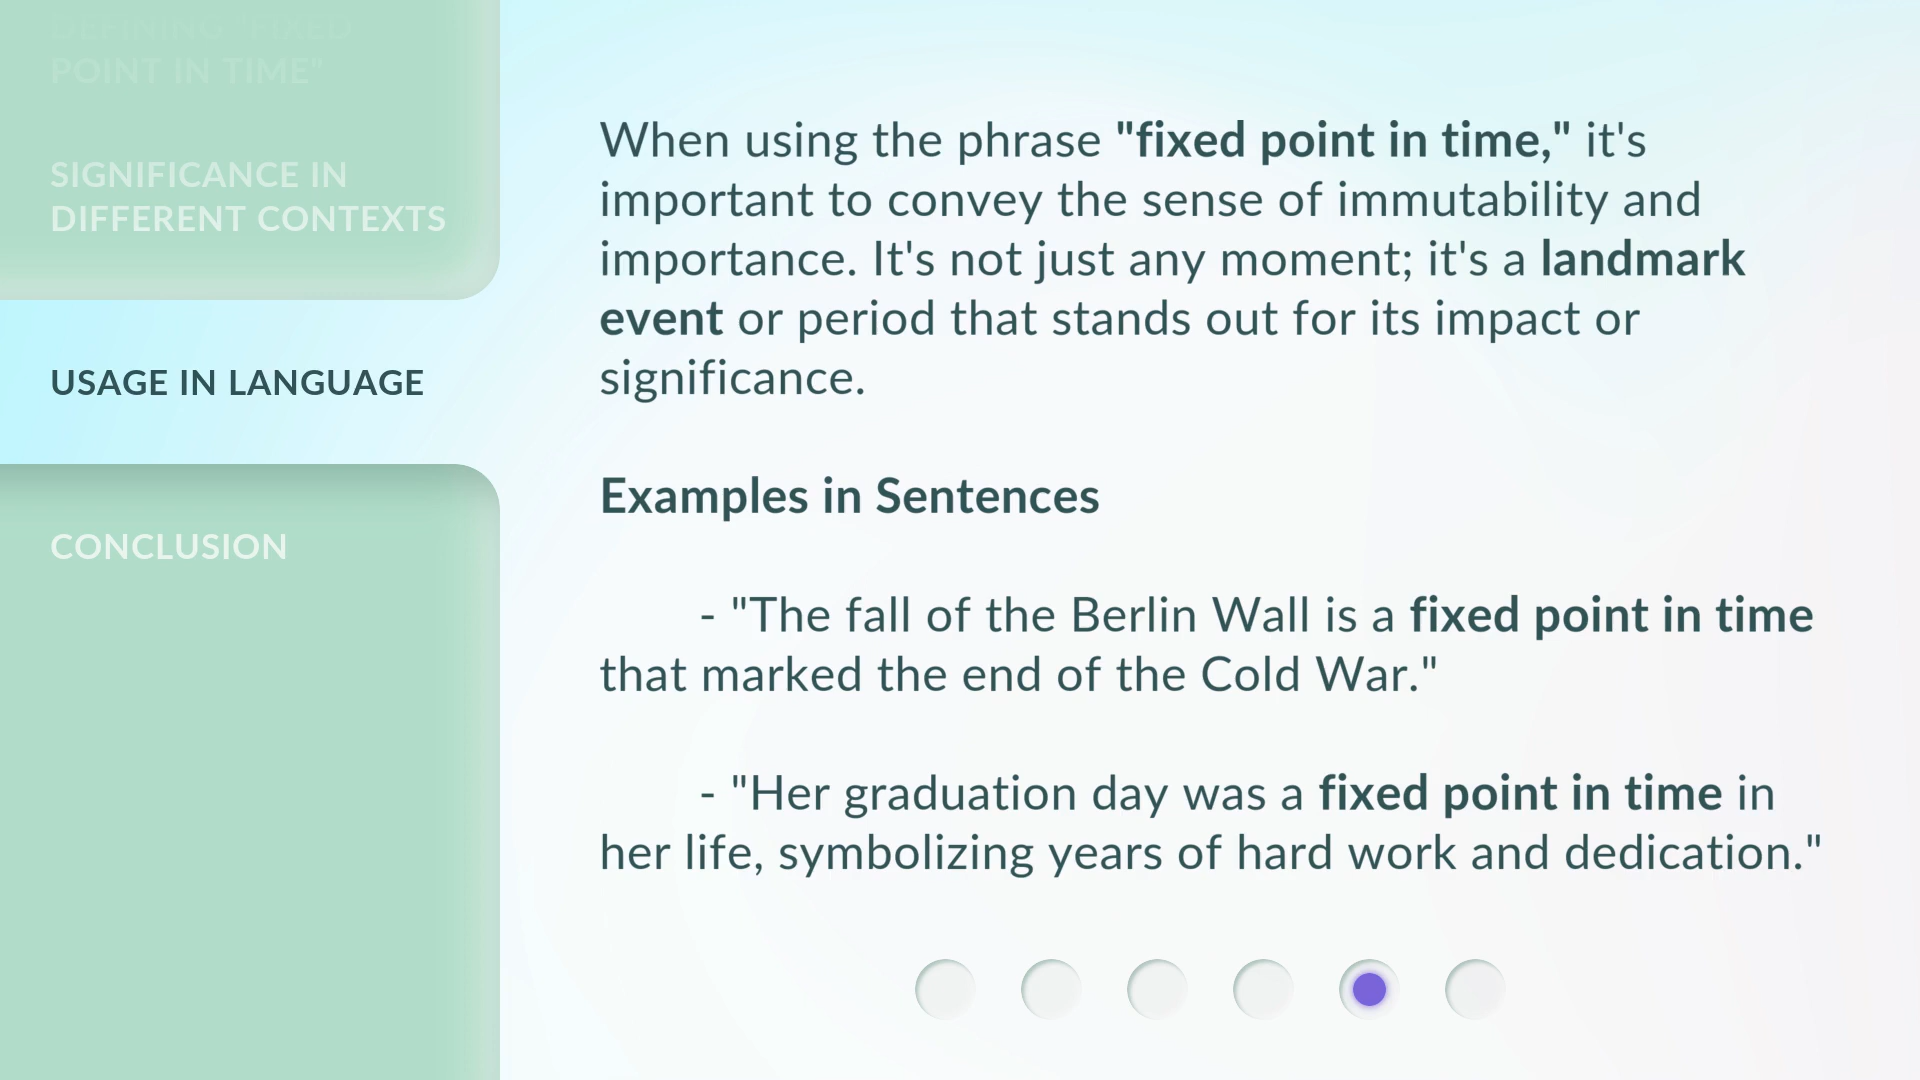 DEFINING "FIXED
POINT IN TIME"
SIGNIFICANCE IN
DIFFERENT CONTEXTS
USAGE IN LANGUAGE
CONCLUSION
When using the phrase "fixed point in time," it's
important to convey the sense of immutability and
importance. It's not just any moment; it's a landmark
event or period that stands out for its impact or
significance.
Examples in Sentences
- "The fall of the Berlin Wall is a fixed point in time
that marked the end of the Cold War."
- "Her graduation day was a fixed point in time in
her life, symbolizing years of hard work and dedication."